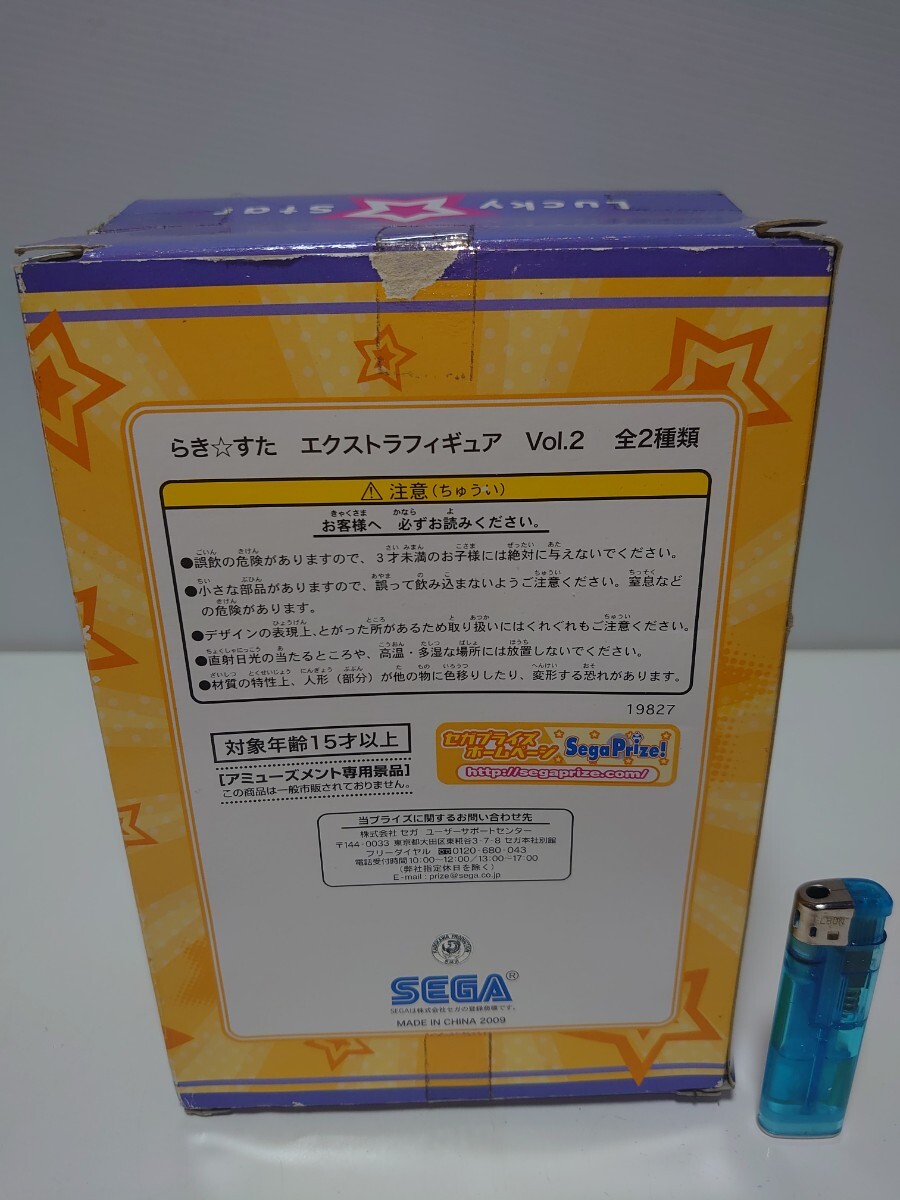 Lucky ☆ Star
らき☆すた エクストラフィギュア Vol.2 全2種類
⚠ 注意(ちゅうい)
お客様へ 必ずお読みください。
●誤飲の危険がありますので、3才未満のお子様には絶対に与えないでください。
●小さな部品がありますので、誤って飲み込まないようご注意ください。窒息など
の危険があります。
●デザインの表現上、とがった所があるため取り扱いにはくれぐれもご注意ください。
●直射日光の当たるところや、高温・多湿な場所には放置しないでください。
●材質の特性上、人形(部分)が他の物に色移りしたり、変形する恐れがあります。
19827
対象年齢15才以上
[アミューズメント専用景品]
この商品は一般市販されておりません。
セガプライズ
ホームページ
SegaPrize!
http://segaprize.com/
当プライズに関するお問い合わせ先
株式会社 セガ ユーザーサポートセンター
〒144-0033 東京都大田区東糀谷3-7-8 セガ本社別館
フリーダイヤル 0120-680-043
電話受付時間10:00〜12:00/13:00〜17:00
(弊社指定休日を除く)
E-mail : prize@sega.co.jp
SEGA®
SEGAは株式会社セガの登録商標です。
MADE IN CHINA 2009